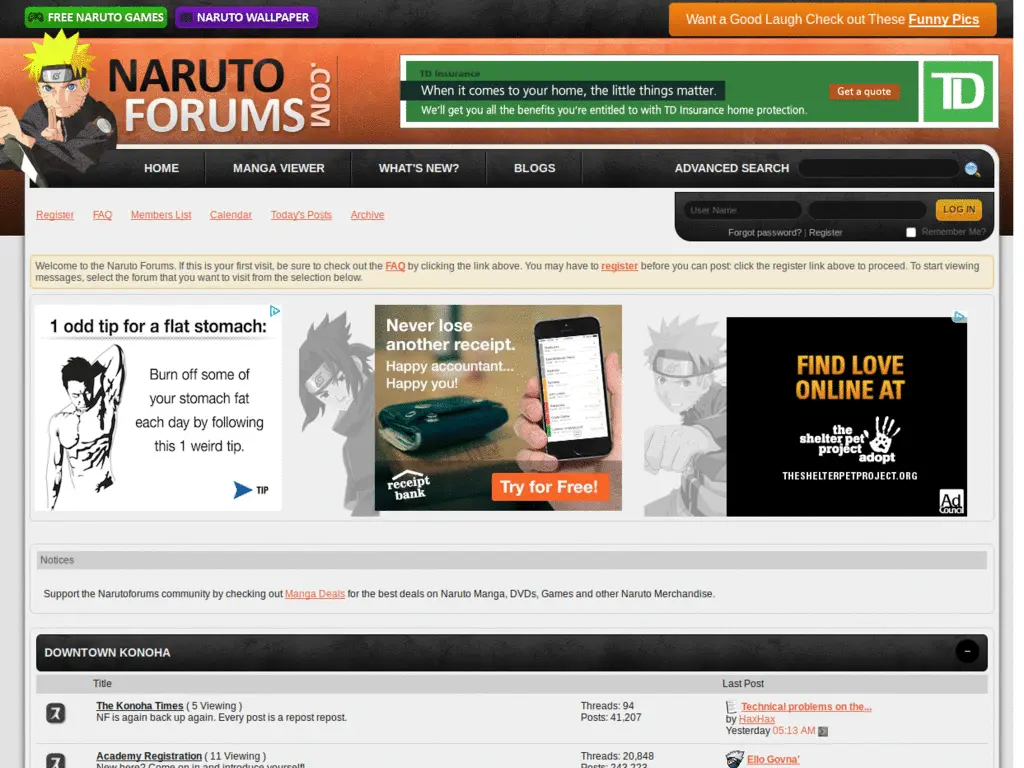 FREE NARUTO GAMES
NARUTO WALLPAPER
Want a Good Laugh Check out These Funny Pics
NARUTO
FORUMS
.COM
TD Insurance
When it comes to your home, the little things matter.
We'll get you all the benefits you're entitled to with TD Insurance home protection.
Get a quote
TD
HOME
MANGA VIEWER
WHAT'S NEW?
BLOGS
ADVANCED SEARCH
Register
FAQ
Members List
Calendar
Today's Posts
Archive
User Name
LOG IN
Forgot password? | Register
Remember Me?
Welcome to the Naruto Forums. If this is your first visit, be sure to check out the FAQ by clicking the link above. You may have to register before you can post: click the register link above to proceed. To start viewing
messages, select the forum that you want to visit from the selection below.
1 odd tip for a flat stomach:
Burn off some of
your stomach fat
each day by following
this 1 weird tip.
TIP
Never lose
another receipt.
Happy accountant...
Happy you!
receipt
bank
Try for Free!
FIND LOVE
ONLINE AT
the
shelter pet
project
adopt
THESHELTERPETPROJECT.ORG
Ad
Council
Notices
Support the Narutoforums community by checking out Manga Deals for the best deals on Naruto Manga, DVDs, Games and other Naruto Merchandise.
DOWNTOWN KONOHA
Title
Last Post
ス
The Konoha Times ( 5 Viewing )
NF is again back up again. Every post is a repost repost.
Threads: 94
Posts: 41,207
Technical problems on the...
by HaxHax
Yesterday 05:13 AM
ス
Academy Registration ( 11 Viewing )
New here? Come on in and introduce yourself!
Threads: 20,848
Posts: 243,223
Ello Govna'